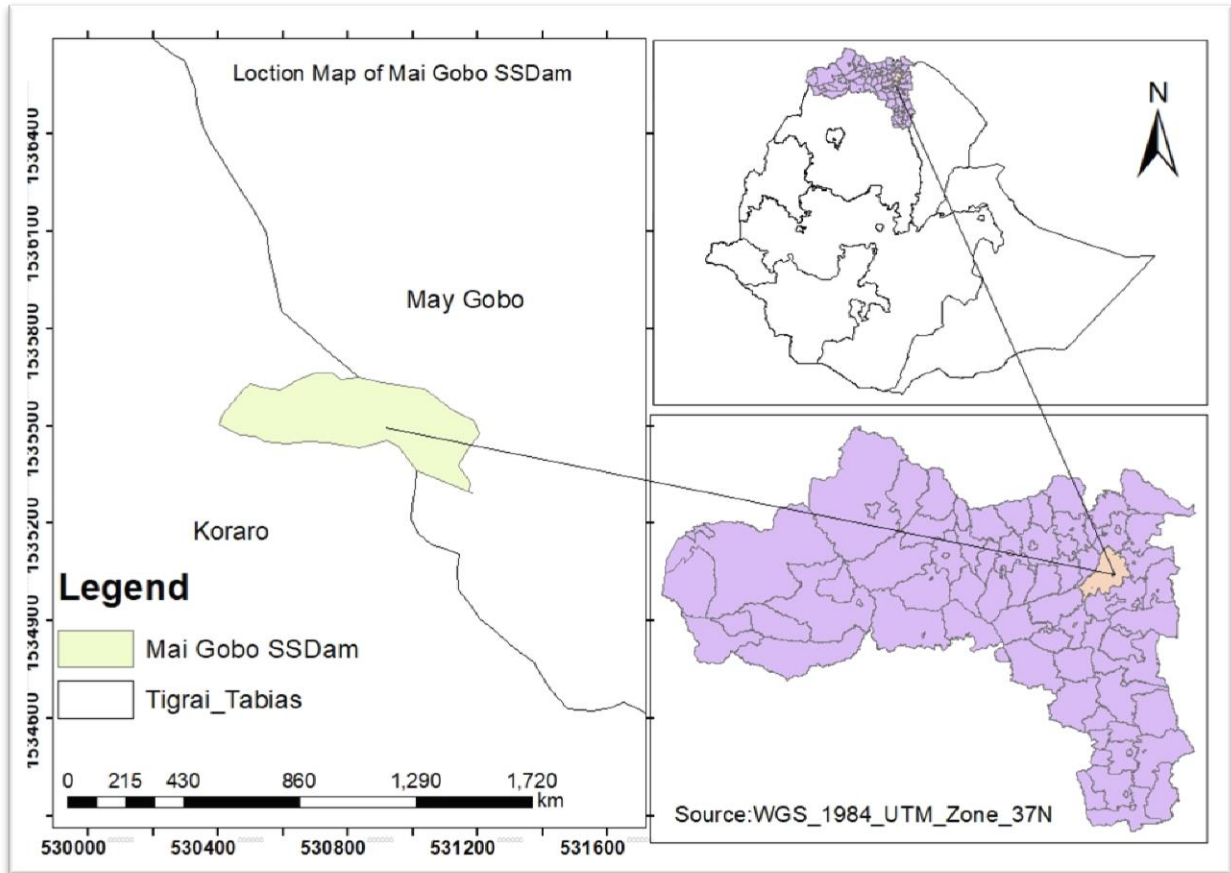 Loction Map of Mai Gobo SSDam
May Gobo
Koraro
Legend
Mai Gobo SSDam
Tigrai_Tabias
0 215 430 860 1,290 1,720
km
1536400
1536100
1535800
1535500
1535200
1534900
1534600
530000 530400 530800 531200 531600
N
Source:WGS_1984_UTM_Zone_37N